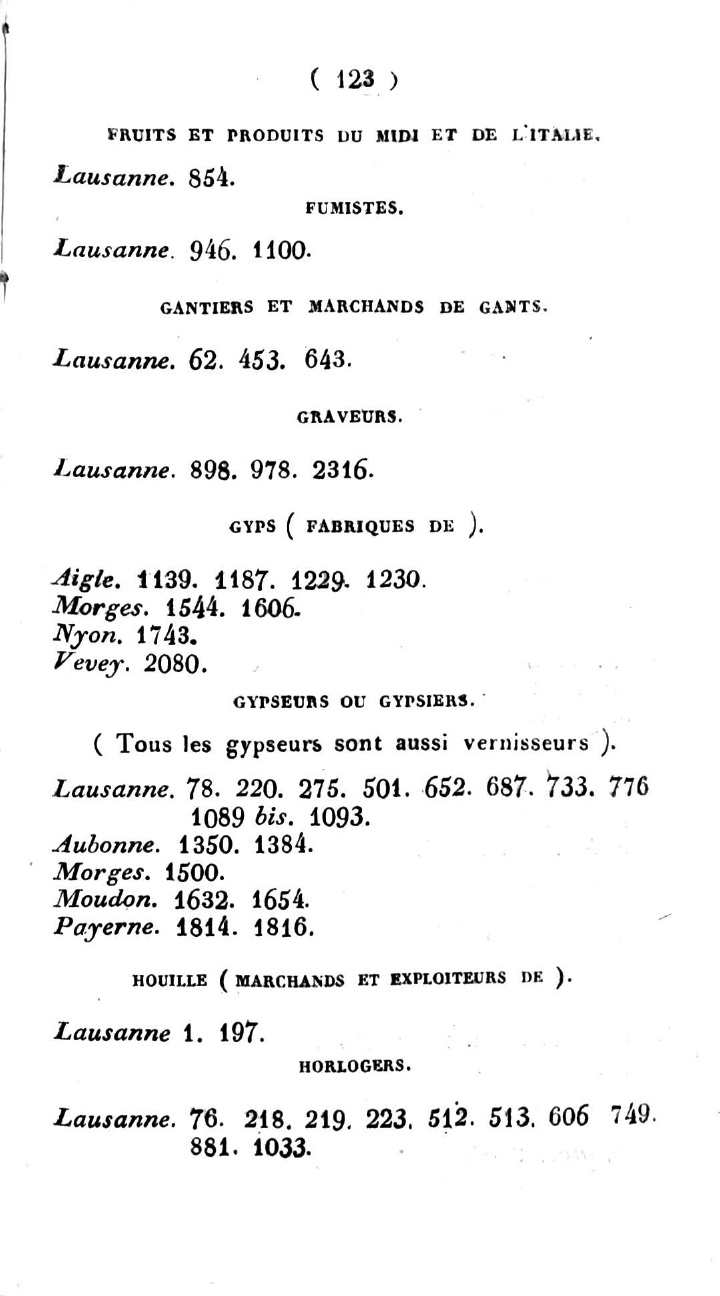 ( 123 )
FRUITS ET PRODUITS DU MIDI ET DE L'ITALIE.
Lausanne. 854.
FUMISTES.
Lausanne. 946. 1100.
GANTIERS ET MARCHANDS DE GANTS.
Lausanne. 62. 453. 643.
GRAVEURS.
Lausanne. 898. 978. 2316.
GYPS ( FABRIQUES DE ).
Aigle. 1139. 1187. 1229. 1230.
Morges. 1544. 1606.
Nyon. 1743.
Vevey. 2080.
GYPSEURS OU GYPSIERS.
( Tous les gypseurs sont aussi vernisseurs ).
Lausanne. 78. 220. 275. 501. 652. 687. 733. 776
1089 bis. 1093.
Aubonne. 1350. 1384.
Morges. 1500.
Moudon. 1632. 1654.
Payerne. 1814. 1816.
HOUILLE ( MARCHANDS ET EXPLOITEURS DE ).
Lausanne 1. 197.
HORLOGERS.
Lausanne. 76. 218. 219. 223. 512. 513. 606 749.
881. 1033.